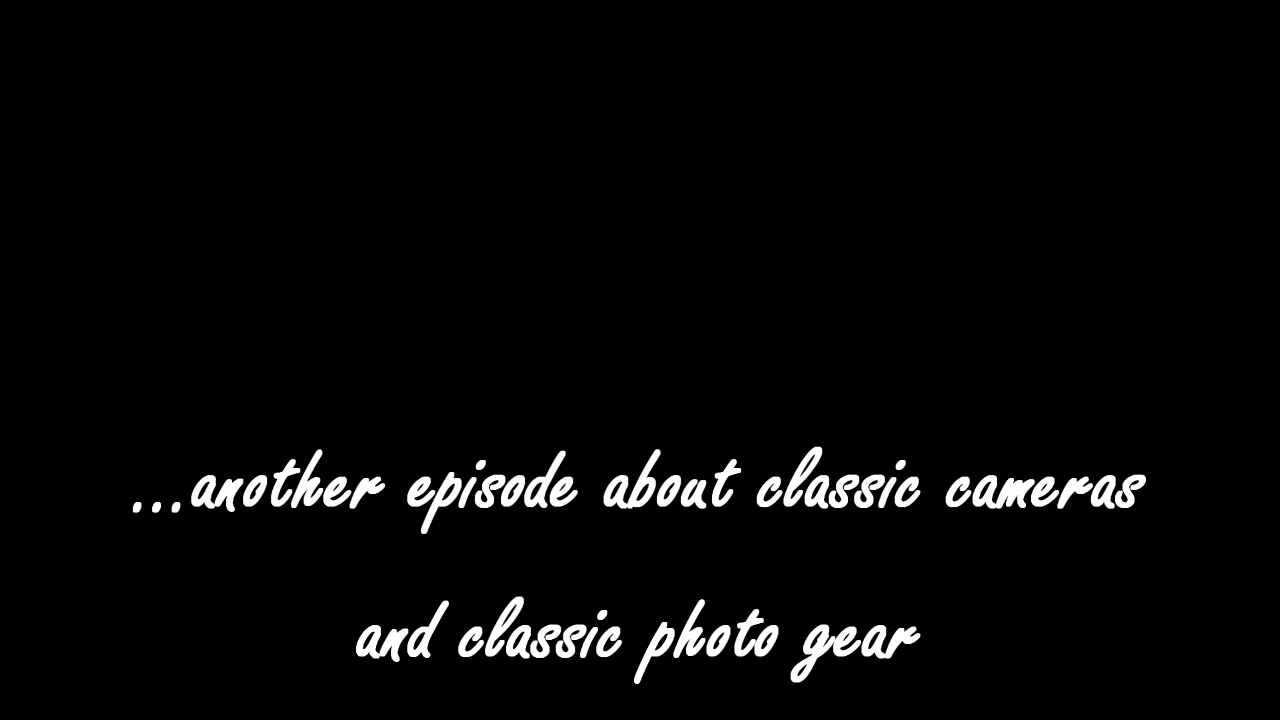 ...another episode about classic cameras
and classic photo gear